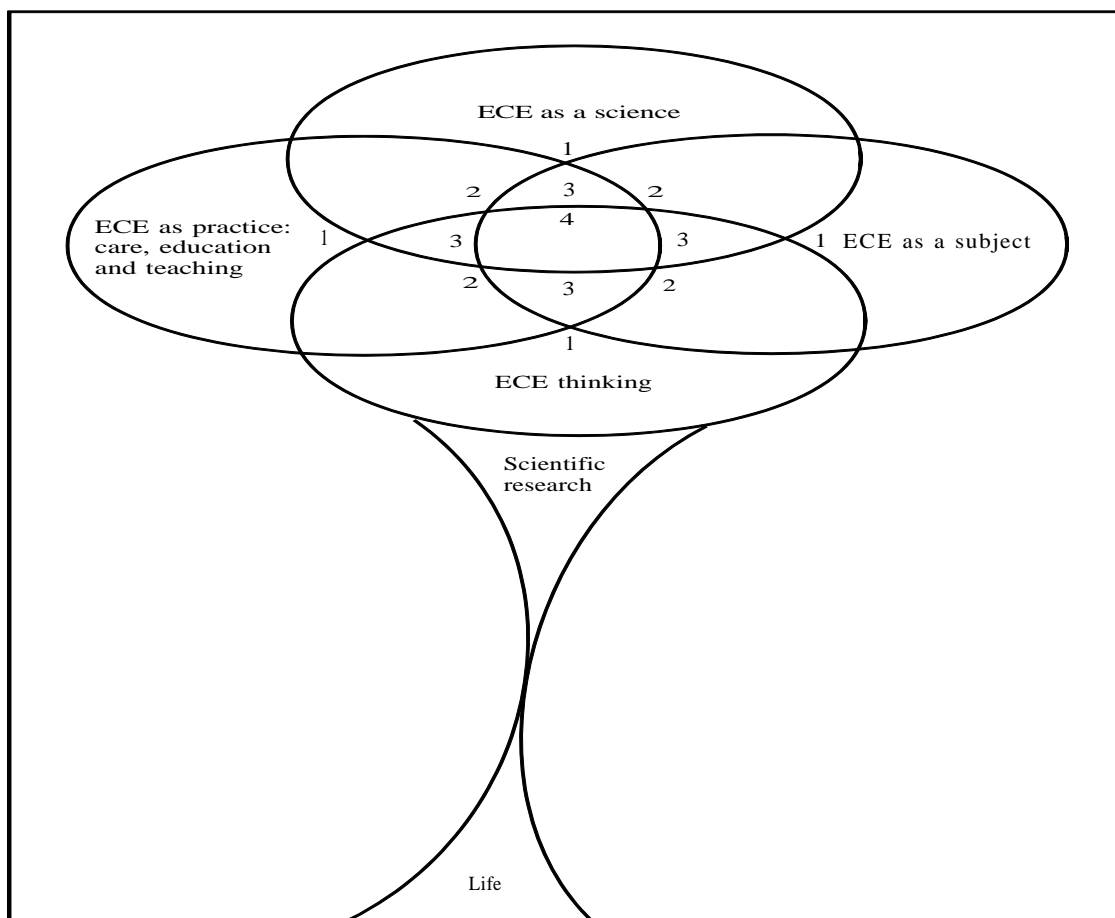 ECE as a science
1
2 3 2
4
ECE as practice:
care, education
and teaching
1 3 3 1
ECE as a subject
2 3 2
1
ECE thinking
Scientific
research
Life